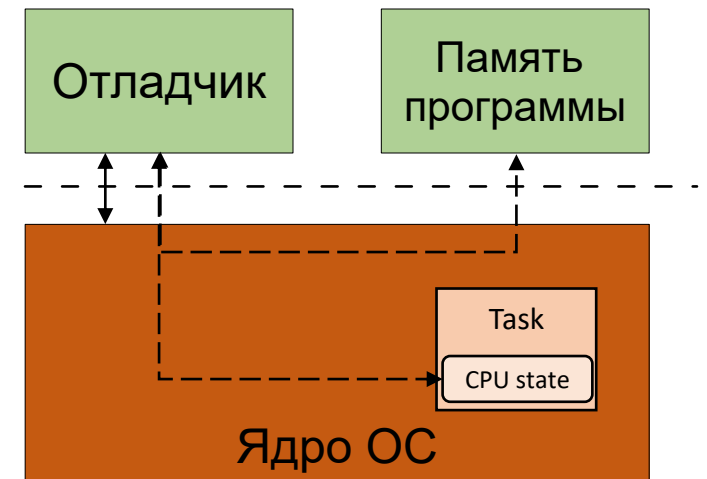 Отладчик
Память
программы
Task
CPU state
Ядро ОС